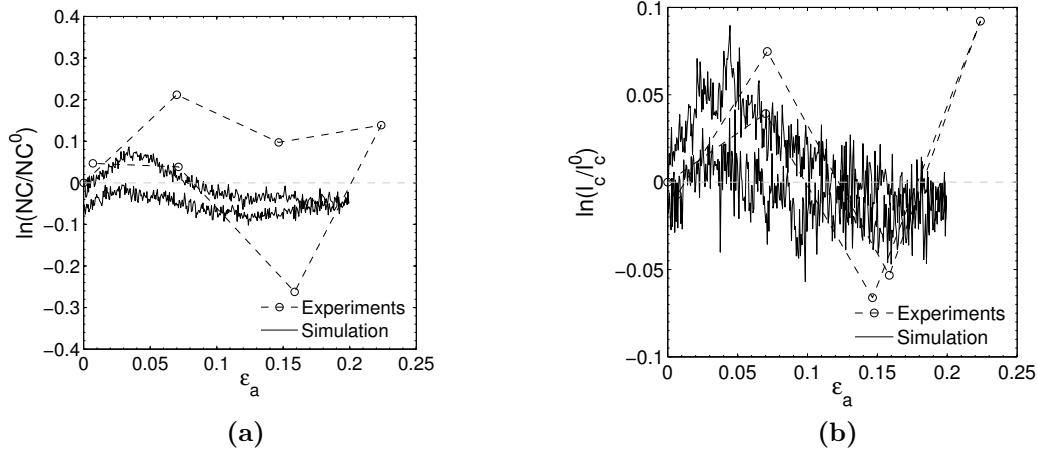 0.4
0.3
0.2
0.1
0
−0.1
−0.2
−0.3
−0.4
ln(NC/NC⁰)
0
0.05
0.1
0.15
0.2
0.25
εₐ
Experiments
Simulation
(a)
0.1
0.05
0
−0.05
−0.1
ln(I_c/I_c⁰)
0
0.05
0.1
0.15
0.2
0.25
εₐ
Experiments
Simulation
(b)